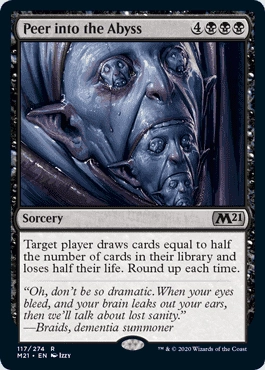 Peer into the Abyss 4
Sorcery M21
Target player draws cards equal to half
the number of cards in their library and
loses half their life. Round up each time.
“Oh, don’t be so dramatic. When your eyes
bleed, and your brain leaks out your ears,
then we’ll talk about lost sanity.”
—Braids, dementia summoner
117/274 R
M21 • EN Izzy ™ & © 2020 Wizards of the Coast